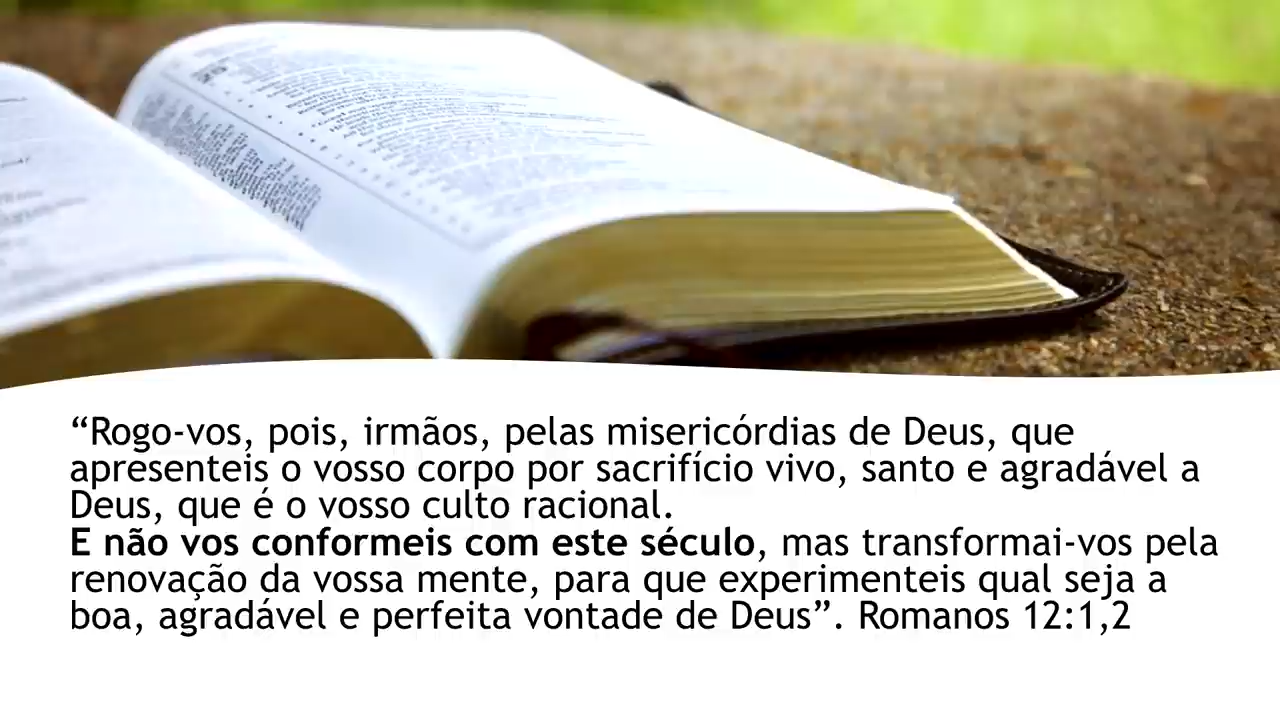 “Rogo-vos, pois, irmãos, pelas misericórdias de Deus, que
apresenteis o vosso corpo por sacrifício vivo, santo e agradável a
Deus, que é o vosso culto racional.
E não vos conformeis com este século, mas transformai-vos pela
renovação da vossa mente, para que experimenteis qual seja a
boa, agradável e perfeita vontade de Deus”. Romanos 12:1,2